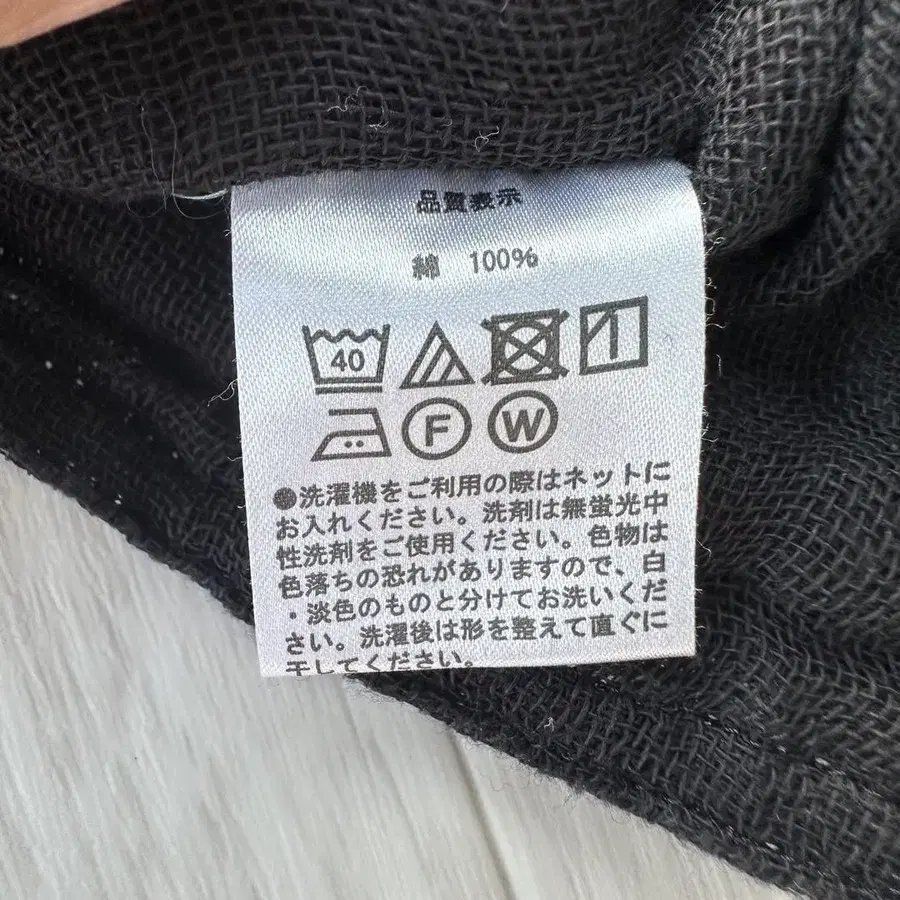 品質表示
綿 100%
40
F W
●洗濯機をご利用の際はネットに
お入れください。洗剤は無蛍光中
性洗剤をご使用ください。色物は
色落ちの恐れがありますので、白
・淡色のものと分けてお洗いくだ
さい。洗濯後は形を整えて直ぐに
干してください。